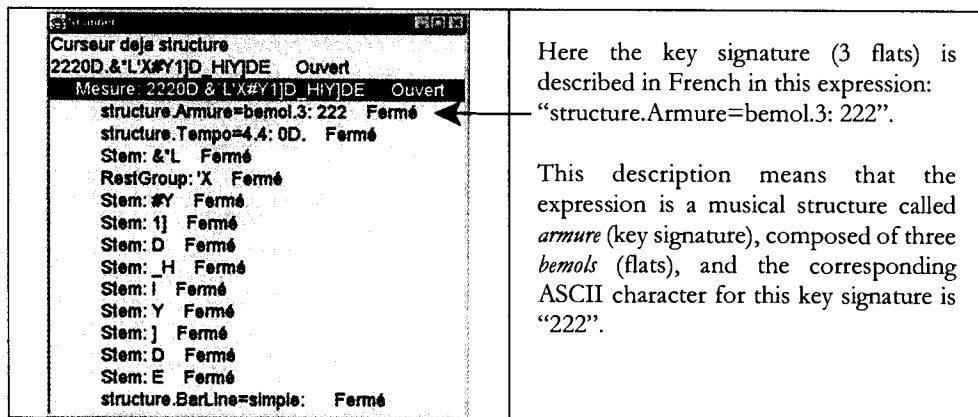 Scanner
Curseur deja structure
2220D.&"L'X#Y1]D_HIY]DE Ouvert
Mesure: 2220D & L'X#Y1]D_HIY]DE Ouvert
structure.Armure=bemol.3: 222 Fermé
structure.Tempo=4.4: 0D. Fermé
Stem: &"L Fermé
RestGroup: 'X Fermé
Stem: #Y Fermé
Stem: 1] Fermé
Stem: D Fermé
Stem: _H Fermé
Stem: I Fermé
Stem: Y Fermé
Stem: ] Fermé
Stem: D Fermé
Stem: E Fermé
structure.BarLine=simple: Fermé
Here the key signature (3 flats) is
described in French in this expression:
“structure.Armure=bemol.3: 222”.
This description means that the
expression is a musical structure called
armure (key signature), composed of three
bemols (flats), and the corresponding
ASCII character for this key signature is
“222”.